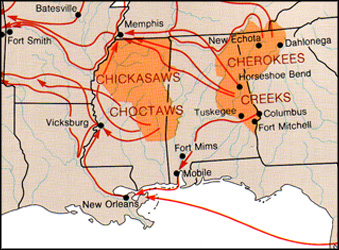 Batesville
Memphis
New Echota
Dahlonega
Fort Smith
CHEROKEES
CHICKASAWS
Horseshoe Bend
CREEKS
CHOCTAWS
Tuskegee
Columbus
Vicksburg
Fort Mitchell
Fort Mims
Mobile
New Orleans